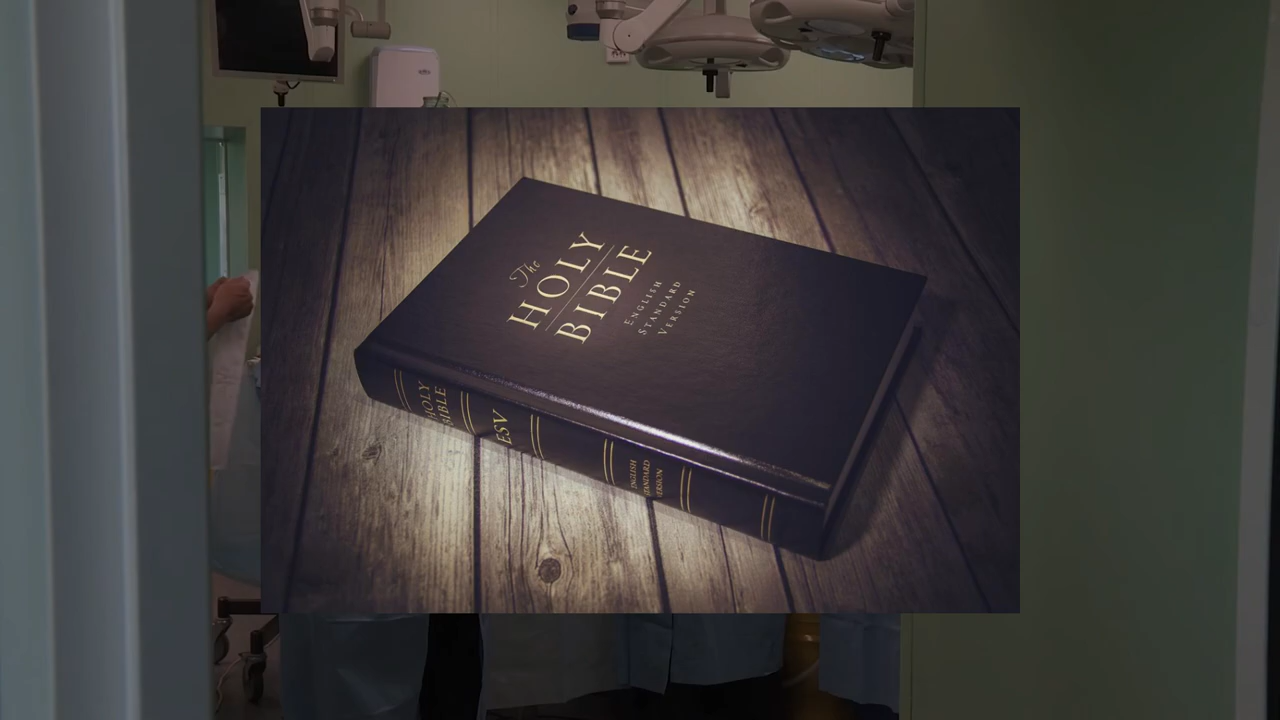 The
HOLY
BIBLE
ENGLISH
STANDARD
VERSION
HOLY
BIBLE
ESV
ENGLISH
STANDARD
VERSION